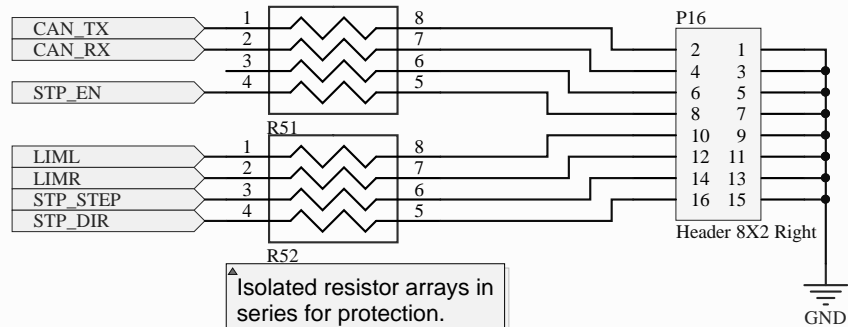 P16
CAN_TX 1 8
CAN_RX 2 7
3 6
STP_EN 4 5
R51
LIML 1 8
LIMR 2 7
STP_STEP 3 6
STP_DIR 4 5
R52
2 1
4 3
6 5
8 7
10 9
12 11
14 13
16 15
Header 8X2 Right
Isolated resistor arrays in
series for protection.
GND